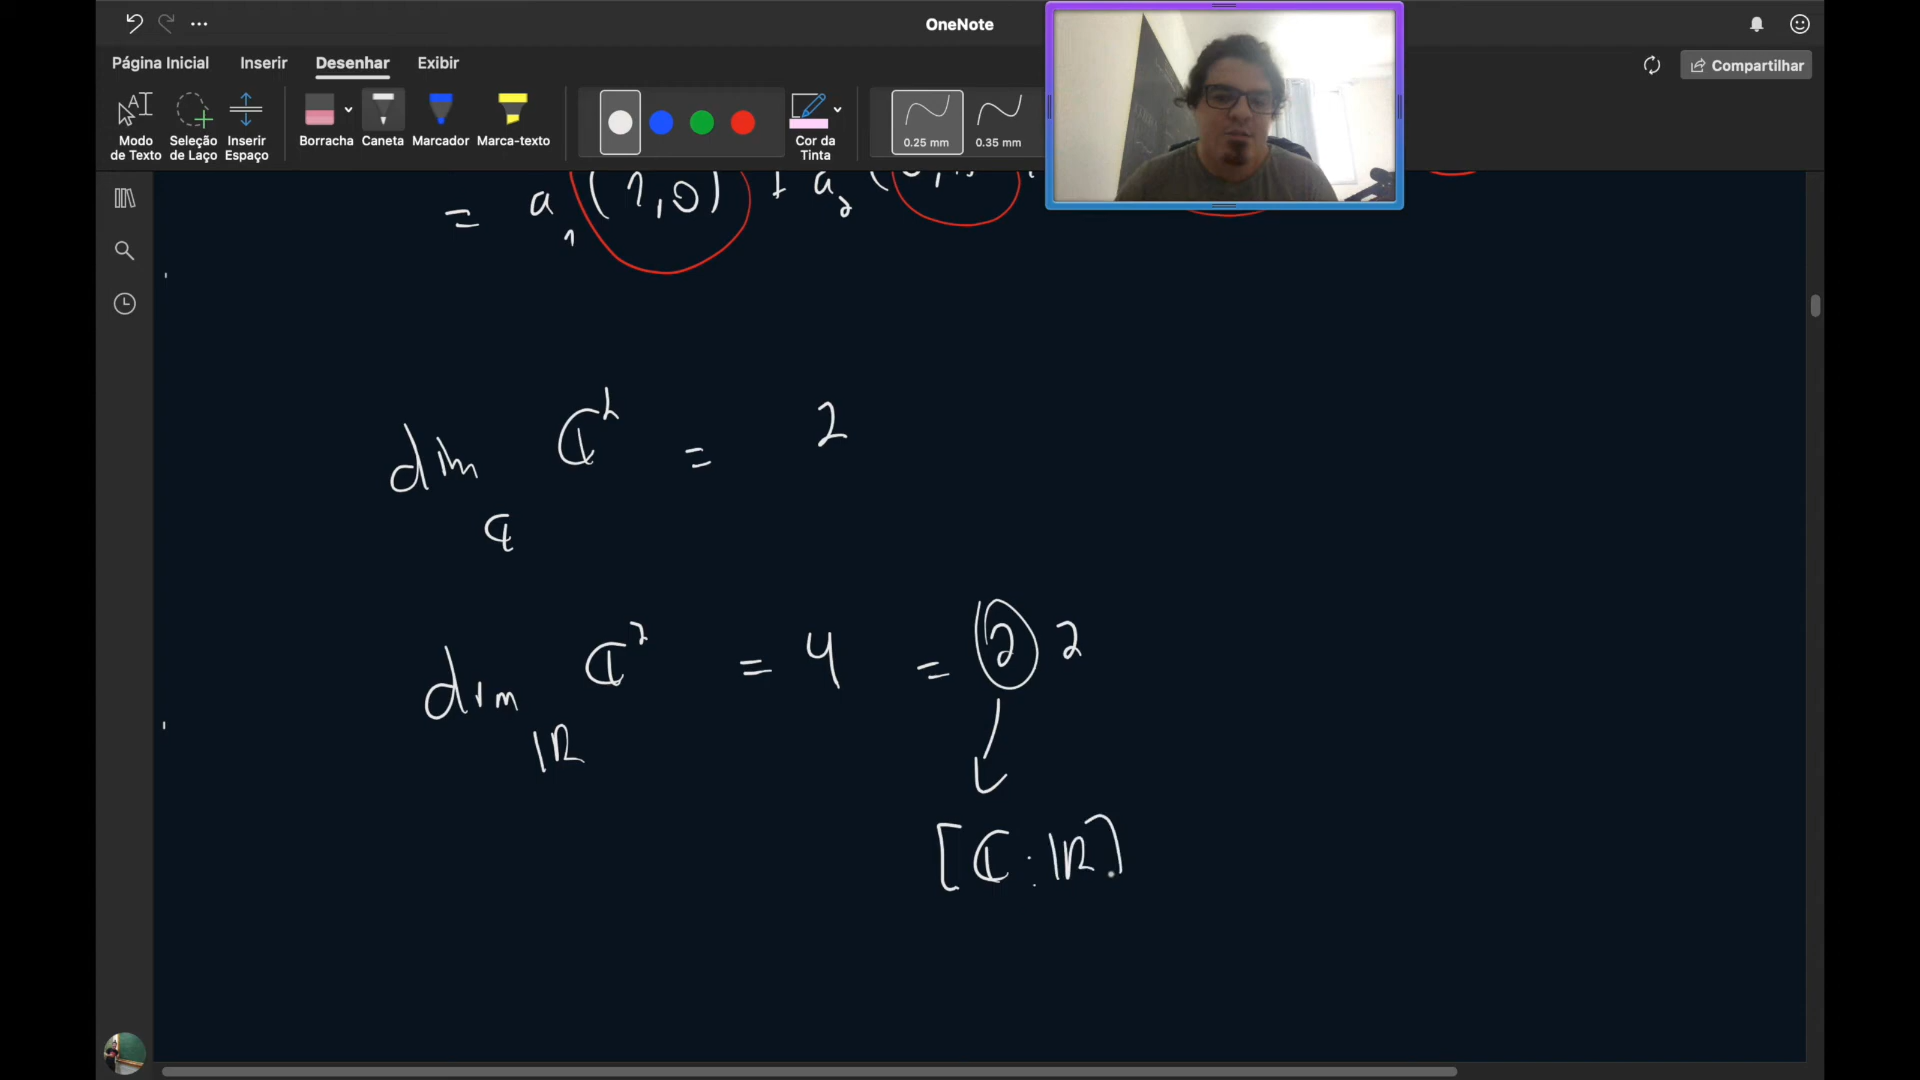 OneNote
Página Inicial Inserir Desenhar Exibir
Compartilhar
Modo de Texto
Seleção de Laço
Inserir Espaço
Borracha
Caneta
Marcador
Marca-texto
Cor da Tinta
0.25 mm
0.35 mm
= a₁ (1,0) + a₂
dim_ℂ ℂ² = 2
dim_ℝ ℂ² = 4 = 2 2
[ℂ:ℝ]